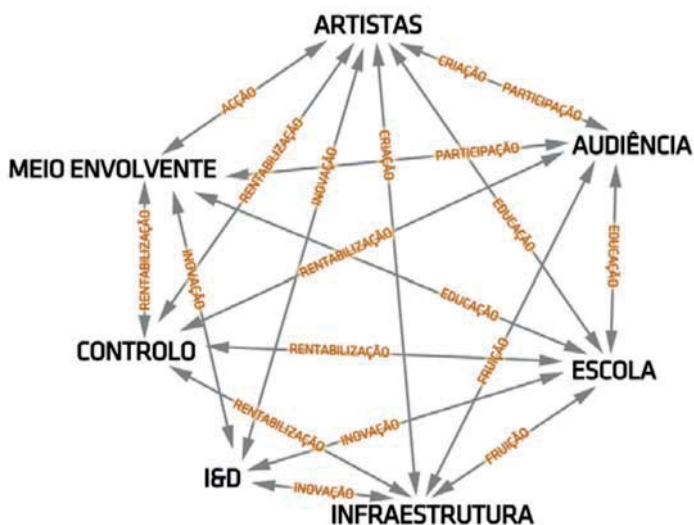 ARTISTAS
CRIAÇÃO
PARTICIPAÇÃO
ACÇÃO
RENTABILIZAÇÃO
INOVAÇÃO
CRIAÇÃO
AUDIÊNCIA
PARTICIPAÇÃO
MEIO ENVOLVENTE
EDUCAÇÃO
EDUCAÇÃO
RENTABILIZAÇÃO
INOVAÇÃO
RENTABILIZAÇÃO
EDUCAÇÃO
FRUIÇÃO
CONTROLO
RENTABILIZAÇÃO
ESCOLA
RENTABILIZAÇÃO
INOVAÇÃO
FRUIÇÃO
I&D
INOVAÇÃO
INFRAESTRUTURA